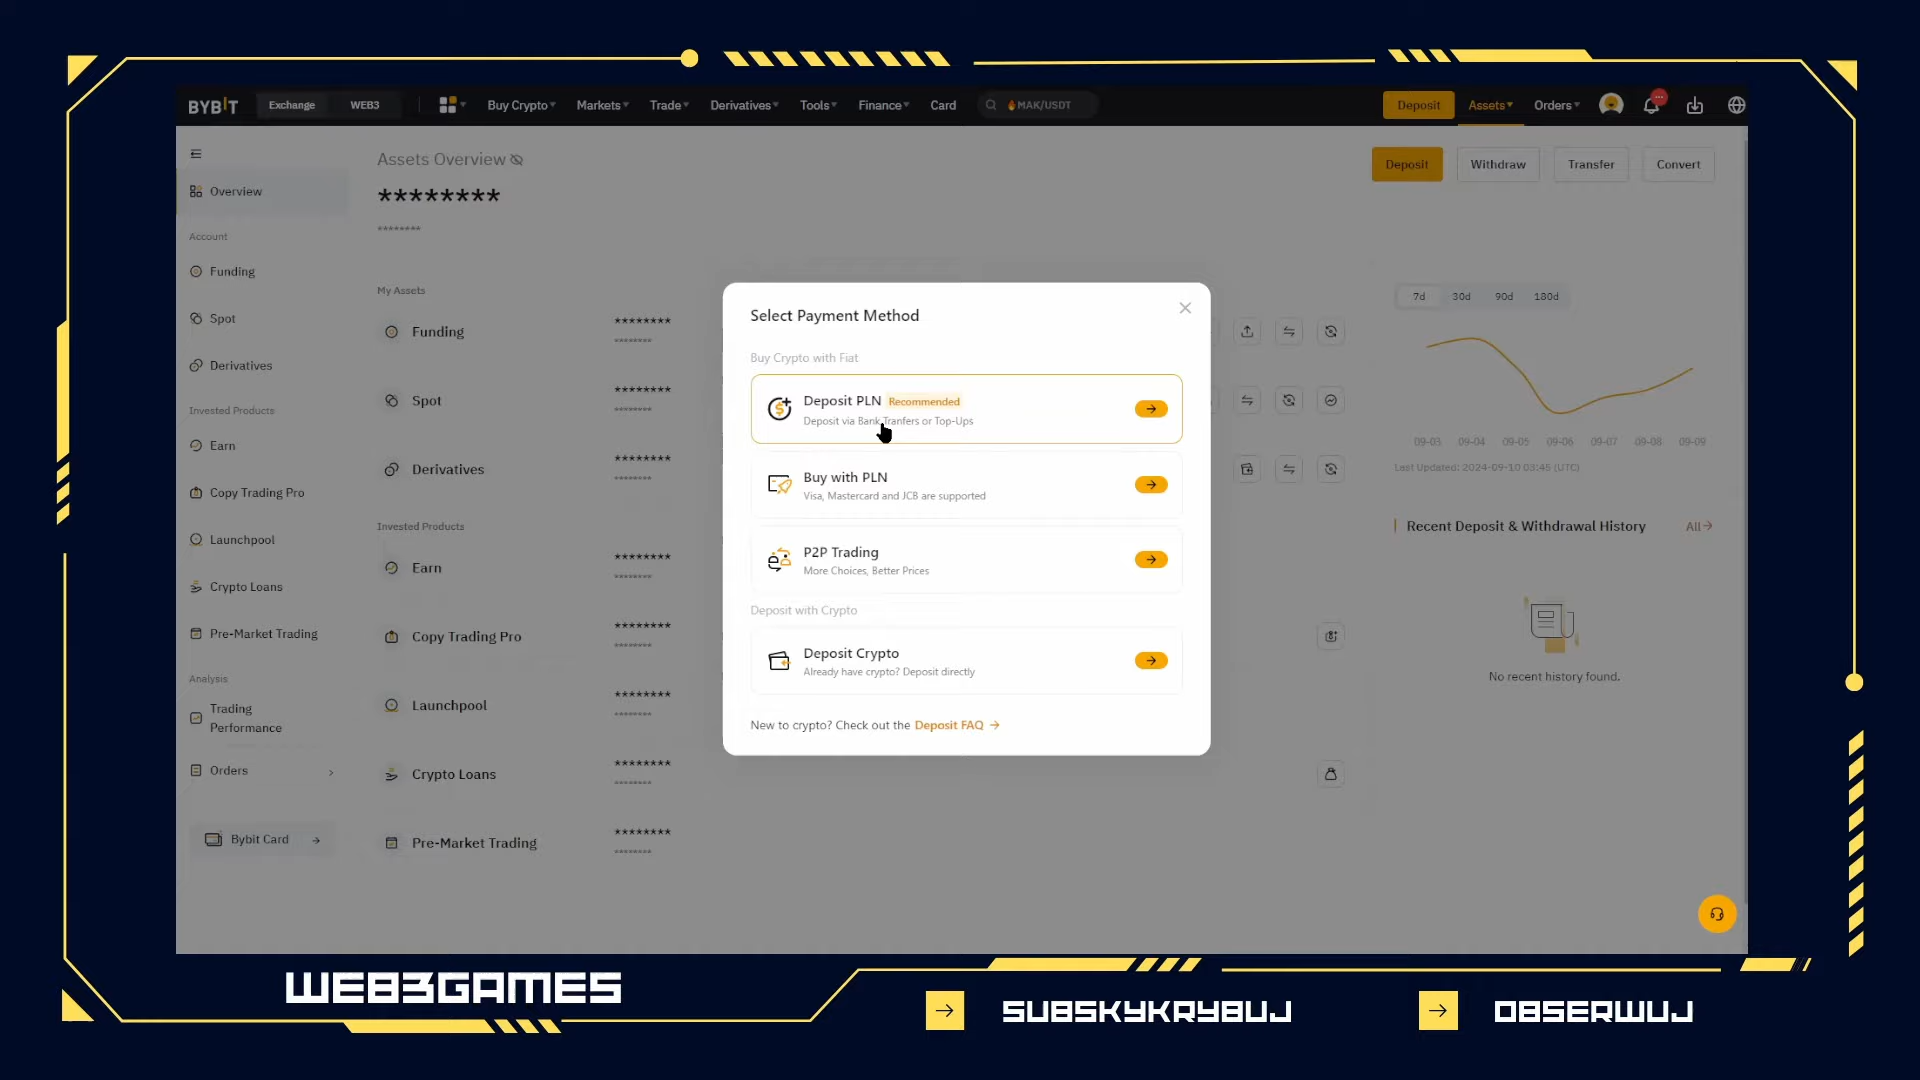 BYBIT Exchange WEB3 Buy Crypto Markets Trade Derivatives Tools Finance Card MAK/USDT Deposit Assets Orders
Assets Overview
Deposit Withdraw Transfer Convert
Overview
********
********
Account
Funding
Spot
Derivatives
Invested Products
Earn
Copy Trading Pro
Launchpool
Crypto Loans
Pre-Market Trading
Analysis
Trading
Performance
Orders
Bybit Card
My Assets
Funding ********
********
Spot ********
********
Derivatives ********
********
Invested Products
Earn ********
********
Copy Trading Pro ********
********
Launchpool ********
********
Crypto Loans ********
********
Pre-Market Trading ********
********
Select Payment Method
Buy Crypto with Fiat
Deposit PLN Recommended
Deposit via Bank Tranfers or Top-Ups
Buy with PLN
Visa, Mastercard and JCB are supported
P2P Trading
More Choices, Better Prices
Deposit with Crypto
Deposit Crypto
Already have crypto? Deposit directly
New to crypto? Check out the Deposit FAQ →
7d 30d 90d 180d
09-03 09-04 09-05 09-06 09-07 09-08 09-09
Last Updated: 2024-09-10 03:45 (UTC)
Recent Deposit & Withdrawal History All →
No recent history found.
WEB3GAMES
SUBSKYKRYBUJ
OBSERWUJ